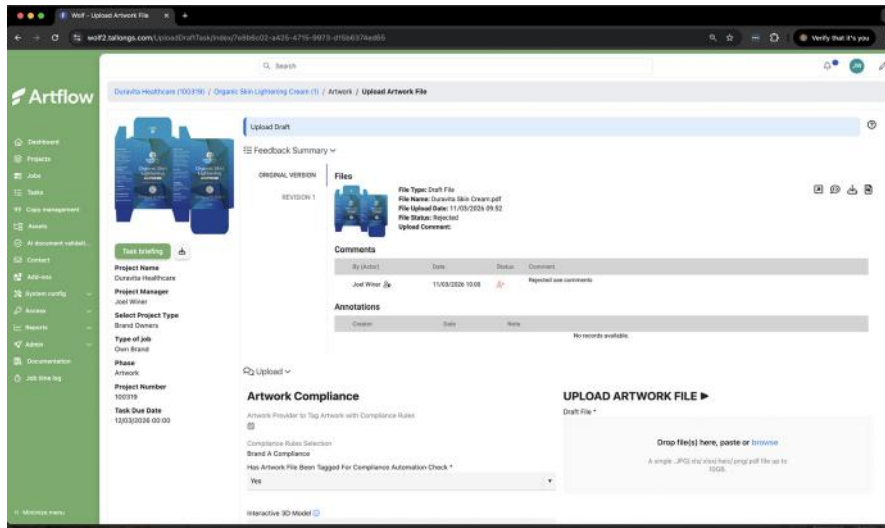 Wolf - Upload Artwork File
wolf2.tallongs.com/UploadDraftTask/Index/7e8b6c02-a425-4715-9973-d15b6374ed65
Verify that it's you
Search
JW
Artflow
Duravita Healthcare (100319) / Organic Skin Lightening Cream (1) / Artwork / Upload Artwork File
Dashboard
Projects
Jobs
Tasks
Copy management
Assets
AI document validati...
Contact
Add-ons
System config
Access
Reports
Admin
Documentation
Job time log
Minimize menu
Task briefing
Project Name
Duravita Healthcare
Project Manager
Joel Winer
Select Project Type
Brand Owners
Type of job
Own Brand
Phase
Artwork
Project Number
100319
Task Due Date
12/03/2026 00:00
Upload Draft
Feedback Summary
ORIGINAL VERSION
REVISION 1
Files
File Type: Draft File
File Name: Duravita Skin Cream.pdf
File Upload Date: 11/03/2026 09:52
File Status: Rejected
Upload Comment:
Comments
By (Actor) Date Status Comment
Joel Winer 11/03/2026 10:08 Rejected see comments
Annotations
Creator Date Note
No records available.
Upload
Artwork Compliance
Artwork Provider to Tag Artwork with Compliance Rules
Compliance Rules Selection
Brand A Compliance
Has Artwork File Been Tagged For Compliance Automation Check *
Yes
Interactive 3D Model
UPLOAD ARTWORK FILE
Draft File *
Drop file(s) here, paste or browse
A single file up to
10GB.